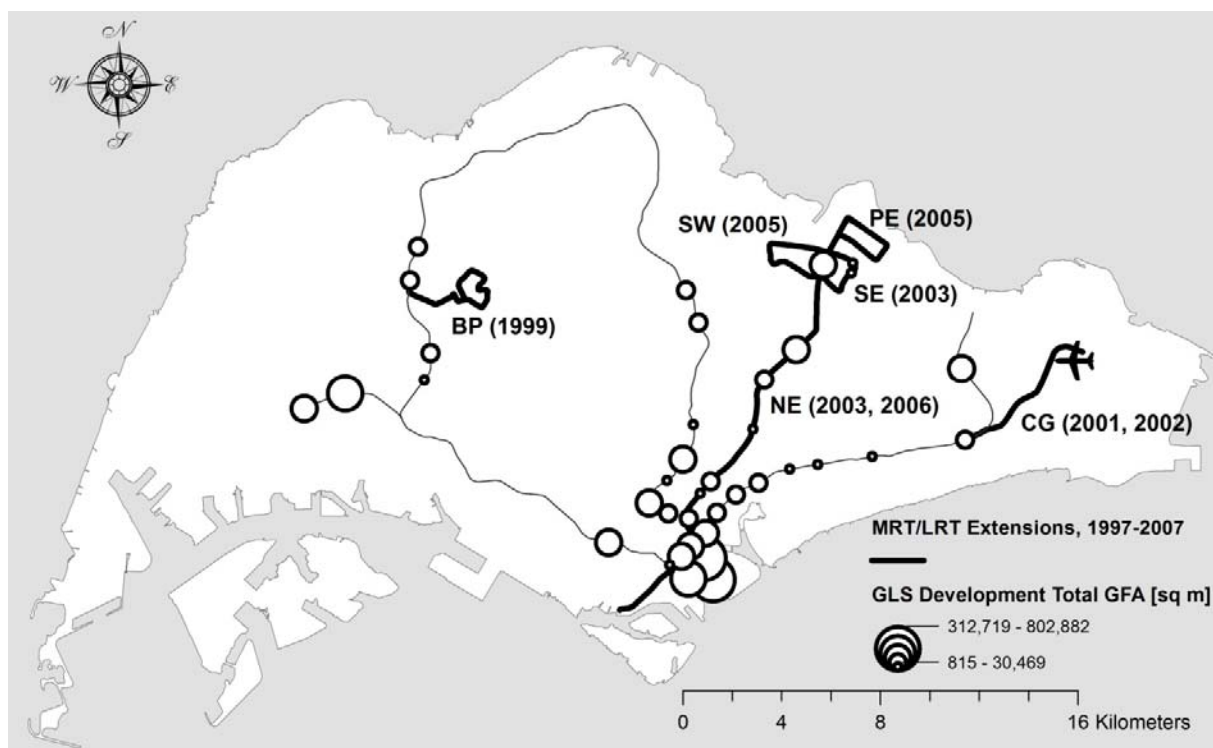 N
W E
S
SW (2005)
PE (2005)
SE (2003)
BP (1999)
NE (2003, 2006)
CG (2001, 2002)
MRT/LRT Extensions, 1997-2007
GLS Development Total GFA [sq m]
312,719 - 802,882
815 - 30,469
0 4 8 16 Kilometers